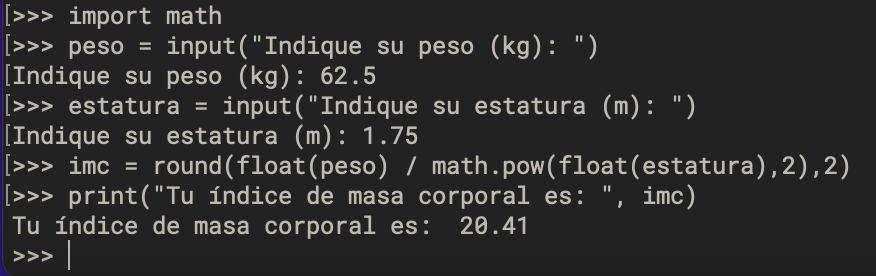 [>>> import math
[>>> peso = input("Indique su peso (kg): ")
[Indique su peso (kg): 62.5
[>>> estatura = input("Indique su estatura (m): ")
[Indique su estatura (m): 1.75
[>>> imc = round(float(peso) / math.pow(float(estatura),2),2)
[>>> print("Tu índice de masa corporal es: ", imc)
Tu índice de masa corporal es:  20.41
>>>